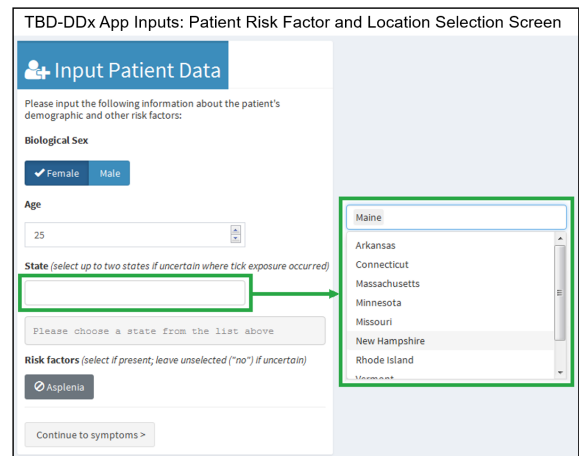 TBD-DDx App Inputs: Patient Risk Factor and Location Selection Screen
Input Patient Data
Please input the following information about the patient's
demographic and other risk factors:
Biological Sex
Female Male
Age
25
State (select up to two states if uncertain where tick exposure occurred)
Please choose a state from the list above
Risk factors (select if present; leave unselected ("no") if uncertain)
Asplenia
Continue to symptoms >
Maine
Arkansas
Connecticut
Massachusetts
Minnesota
Missouri
New Hampshire
Rhode Island
Vermont